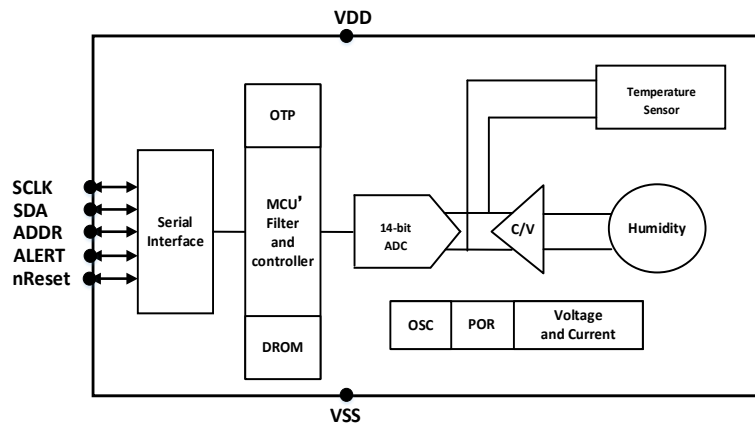 VDD
OTP
Temperature
Sensor
SCLK
SDA
ADDR
ALERT
nReset
Serial
Interface
MCU'
Filter
and
controller
14-bit
ADC
C/V
Humidity
OSC
POR
Voltage
and Current
DROM
VSS